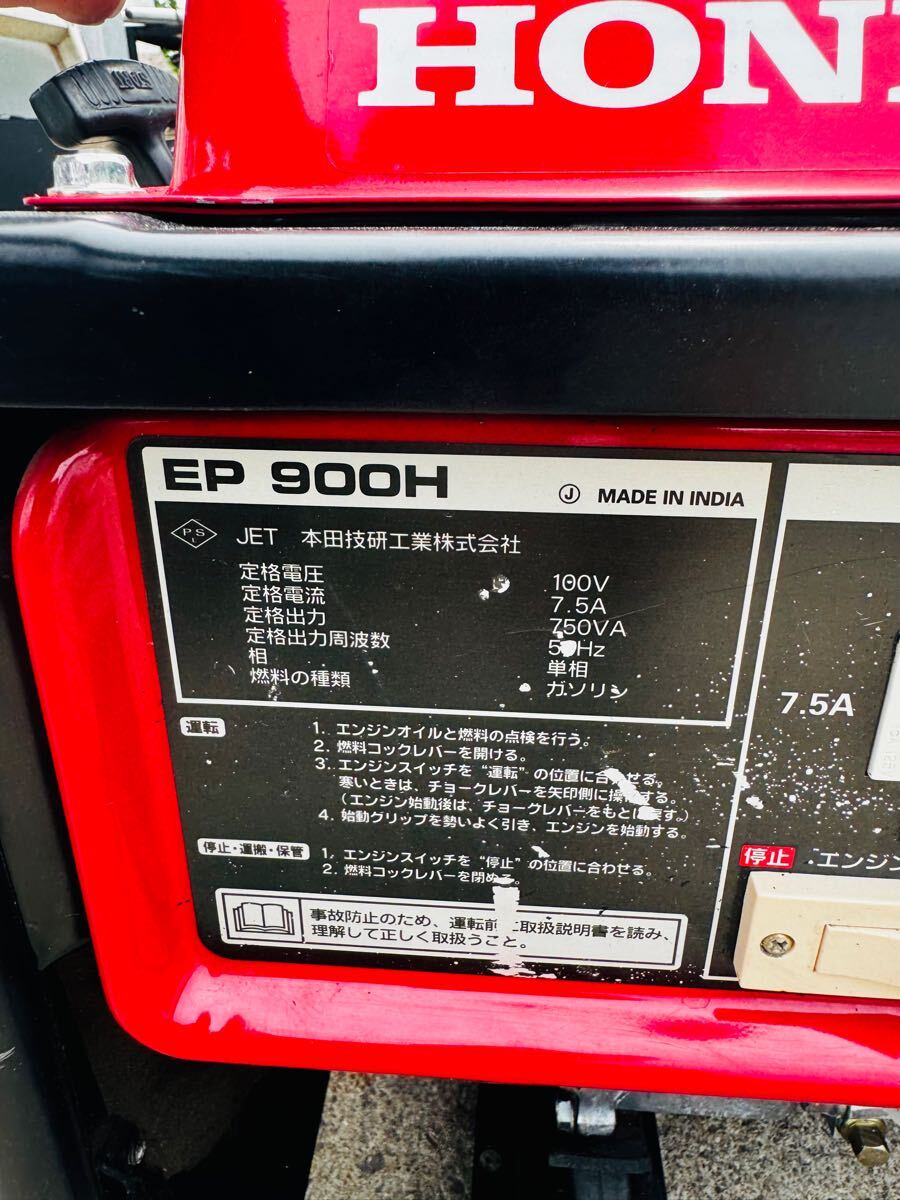 HON
EP 900H
J MADE IN INDIA
PS JET 本田技研工業株式会社
定格電圧 100V
定格電流 7.5A
定格出力 750VA
定格出力周波数 Hz
相 単相
燃料の種類 ガソリン
運転 1. エンジンオイルと燃料の点検を行う。
2. 燃料コックレバーを開ける。
3. エンジンスイッチを“運転”の位置に合わせる。
寒いときは、チョークレバーを矢印側に操作する。
(エンジン始動後は、チョークレバーをもとに戻す。)
4. 始動グリップを勢いよく引き、エンジンを始動する。
停止・運搬・保管 1. エンジンスイッチを“停止”の位置に合わせる。
2. 燃料コックレバーを閉める。
事故防止のため、運転前に取扱説明書を読み、
理解して正しく取扱うこと。
7.5A
停止 エンジン